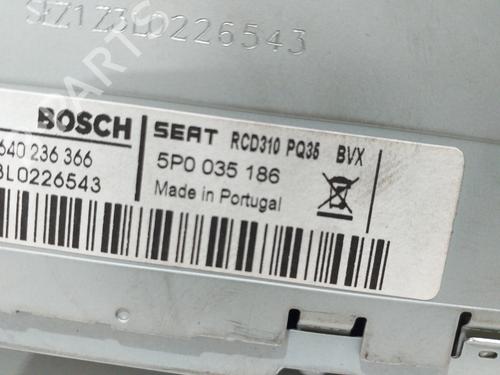 SEZ1Z3L0226543
BOSCH
SEAT RCD310 PQ35 BVX
640 236 366
5P0 035 186
3L0226543
Made in Portugal